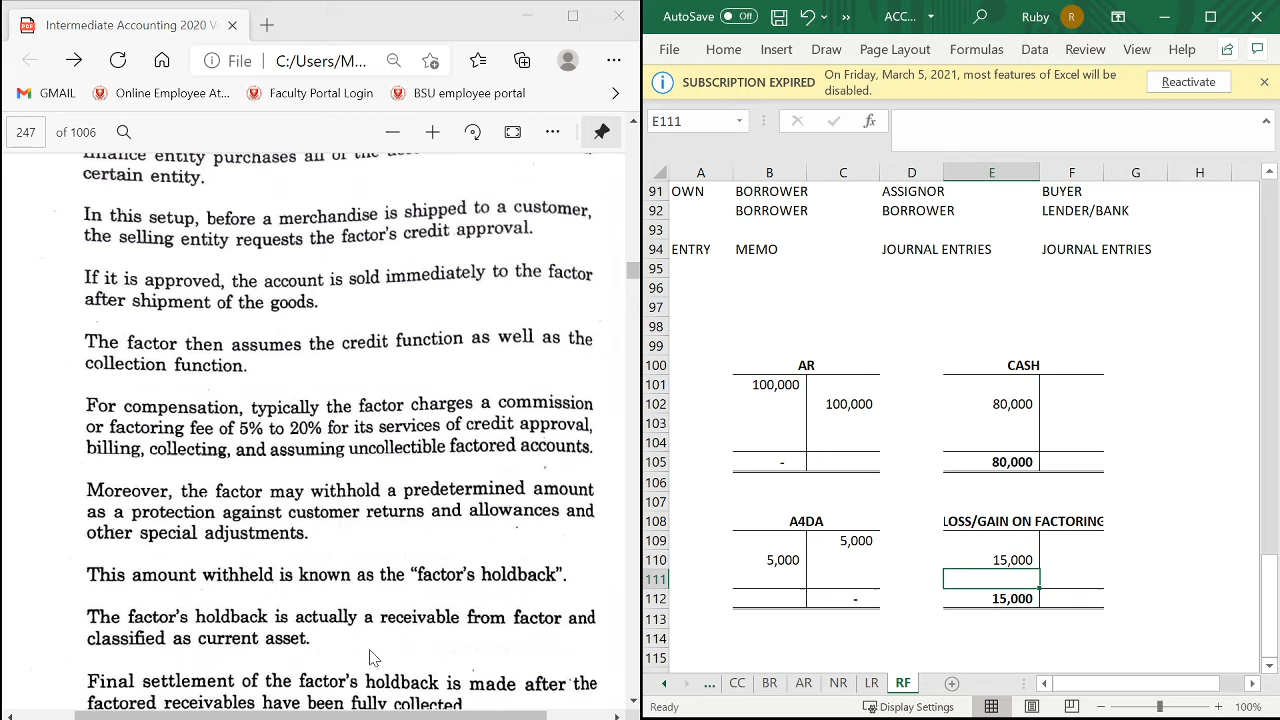 Intermediate Accounting 2020 V
File
C:/Users/M...
GMAIL
Online Employee At...
Faculty Portal Login
BSU employee portal
247 of 1006
certain entity.
In this setup, before a merchandise is shipped to a customer,
the selling entity requests the factor's credit approval.
If it is approved, the account is sold immediately to the factor
after shipment of the goods.
The factor then assumes the credit function as well as the
collection function.
For compensation, typically the factor charges a commission
or factoring fee of 5% to 20% for its services of credit approval,
billing, collecting, and assuming uncollectible factored accounts.
Moreover, the factor may withhold a predetermined amount
as a protection against customer returns and allowances and
other special adjustments.
This amount withheld is known as the "factor's holdback".
The factor's holdback is actually a receivable from factor and
classified as current asset.
Final settlement of the factor's holdback is made after the
factored receivables have been fully collected
AutoSave Off ACC... Ruby R
File Home Insert Draw Page Layout Formulas Data Review View Help
SUBSCRIPTION EXPIRED On Friday, March 5, 2021, most features of Excel will be
disabled.
Reactivate
E111 fx
A B C D E F G H
91 OWN BORROWER ASSIGNOR BUYER
92 BORROWER BORROWER LENDER/BANK
93
94 ENTRY MEMO JOURNAL ENTRIES JOURNAL ENTRIES
95
96
97
98
99
100 AR CASH
101 100,000
102 100,000 80,000
103
104
105 - 80,000
106
107
108 A4DA LOSS/GAIN ON FACTORING
109 5,000
110 5,000 15,000
111
112 - 15,000
113
114
115
... CC BR AR NR LR RF
Ready Display Settings 100%